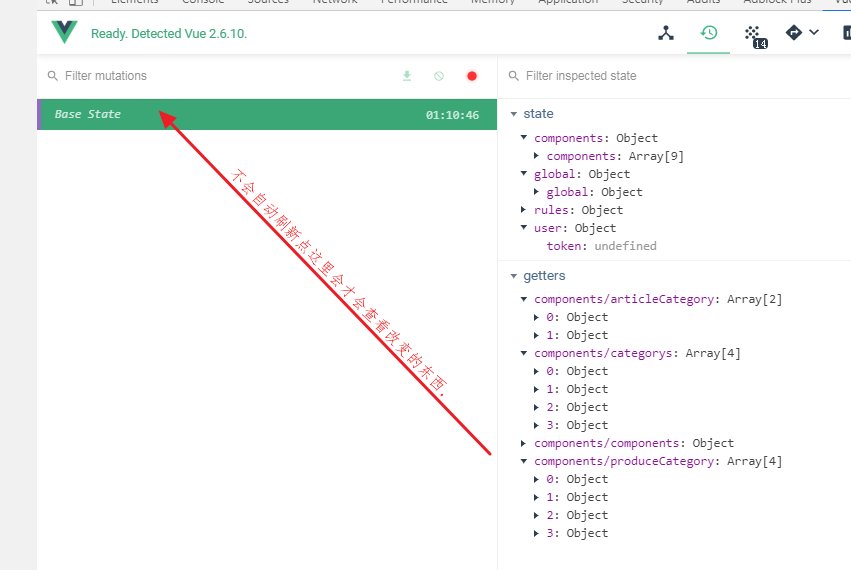 Elements Console Sources Network Performance Memory Application Security Audits Adblock Plus
Ready. Detected Vue 2.6.10.
14
Filter mutations
Filter inspected state
Base State 01:10:46
不会自动刷新点这里会才会查看改变的东西.
state
components: Object
components: Array[9]
global: Object
global: Object
rules: Object
user: Object
token: undefined
getters
components/articleCategory: Array[2]
0: Object
1: Object
components/categorys: Array[4]
0: Object
1: Object
2: Object
3: Object
components/components: Object
components/produceCategory: Array[4]
0: Object
1: Object
2: Object
3: Object